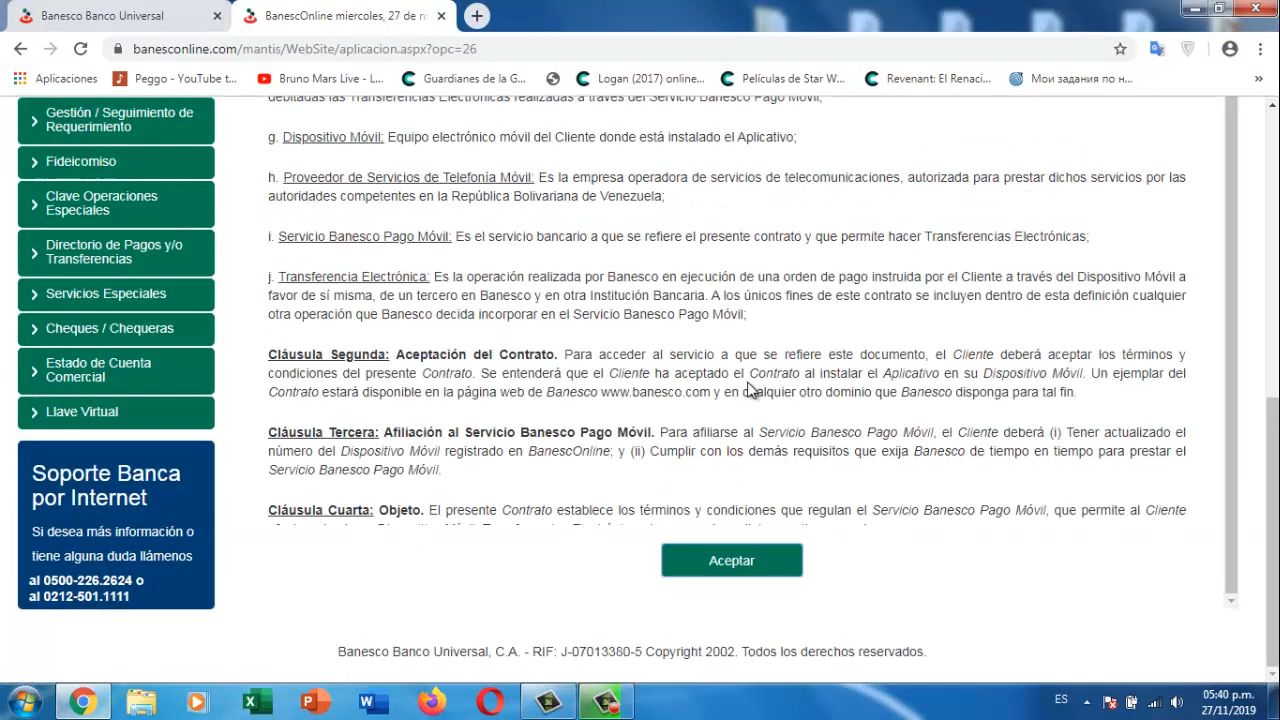 Banesco Banco Universal
BanescOnline miercoles, 27 de n
banesconline.com/mantis/WebSite/aplicacion.aspx?opc=26
Aplicaciones
Peggo - YouTube t...
Bruno Mars Live - L...
Guardianes de la G...
Logan (2017) online...
Películas de Star W...
Revenant: El Renaci...
Мои задания по н...
»
debitadas las Transferencias Electrónicas realizadas a través del Servicio Banesco Pago Móvil;
g. Dispositivo Móvil: Equipo electrónico móvil del Cliente donde está instalado el Aplicativo;
h. Proveedor de Servicios de Telefonía Móvil: Es la empresa operadora de servicios de telecomunicaciones, autorizada para prestar dichos servicios por las
autoridades competentes en la República Bolivariana de Venezuela;
i. Servicio Banesco Pago Móvil: Es el servicio bancario a que se refiere el presente contrato y que permite hacer Transferencias Electrónicas;
j. Transferencia Electrónica: Es la operación realizada por Banesco en ejecución de una orden de pago instruida por el Cliente a través del Dispositivo Móvil a
favor de sí misma, de un tercero en Banesco y en otra Institución Bancaria. A los únicos fines de este contrato se incluyen dentro de esta definición cualquier
otra operación que Banesco decida incorporar en el Servicio Banesco Pago Móvil;
Cláusula Segunda: Aceptación del Contrato. Para acceder al servicio a que se refiere este documento, el Cliente deberá aceptar los términos y
condiciones del presente Contrato. Se entenderá que el Cliente ha aceptado el Contrato al instalar el Aplicativo en su Dispositivo Móvil. Un ejemplar del
Contrato estará disponible en la página web de Banesco www.banesco.com y en cualquier otro dominio que Banesco disponga para tal fin.
Cláusula Tercera: Afiliación al Servicio Banesco Pago Móvil. Para afiliarse al Servicio Banesco Pago Móvil, el Cliente deberá (i) Tener actualizado el
número del Dispositivo Móvil registrado en BanescOnline; y (ii) Cumplir con los demás requisitos que exija Banesco de tiempo en tiempo para prestar el
Servicio Banesco Pago Móvil.
Cláusula Cuarta: Objeto. El presente Contrato establece los términos y condiciones que regulan el Servicio Banesco Pago Móvil, que permite al Cliente
Aceptar
Gestión / Seguimiento de
Requerimiento
Fideicomiso
Clave Operaciones
Especiales
Directorio de Pagos y/o
Transferencias
Servicios Especiales
Cheques / Chequeras
Estado de Cuenta
Comercial
Llave Virtual
Soporte Banca
por Internet
Si desea más información o
tiene alguna duda llámenos
al 0500-226.2624 o
al 0212-501.1111
Banesco Banco Universal, C.A. - RIF: J-07013380-5 Copyright 2002. Todos los derechos reservados.
ES
05:40 p.m.
27/11/2019